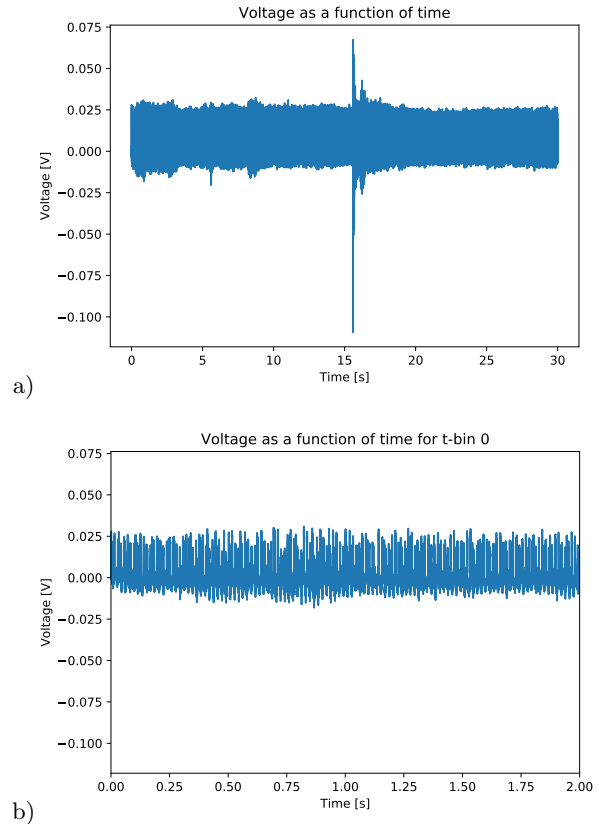 Voltage as a function of time
0.075
0.050
0.025
0.000
−0.025
−0.050
−0.075
−0.100
Voltage [V]
0 5 10 15 20 25 30
Time [s]
a)
Voltage as a function of time for t-bin 0
0.075
0.050
0.025
0.000
−0.025
−0.050
−0.075
−0.100
Voltage [V]
0.00 0.25 0.50 0.75 1.00 1.25 1.50 1.75 2.00
Time [s]
b)